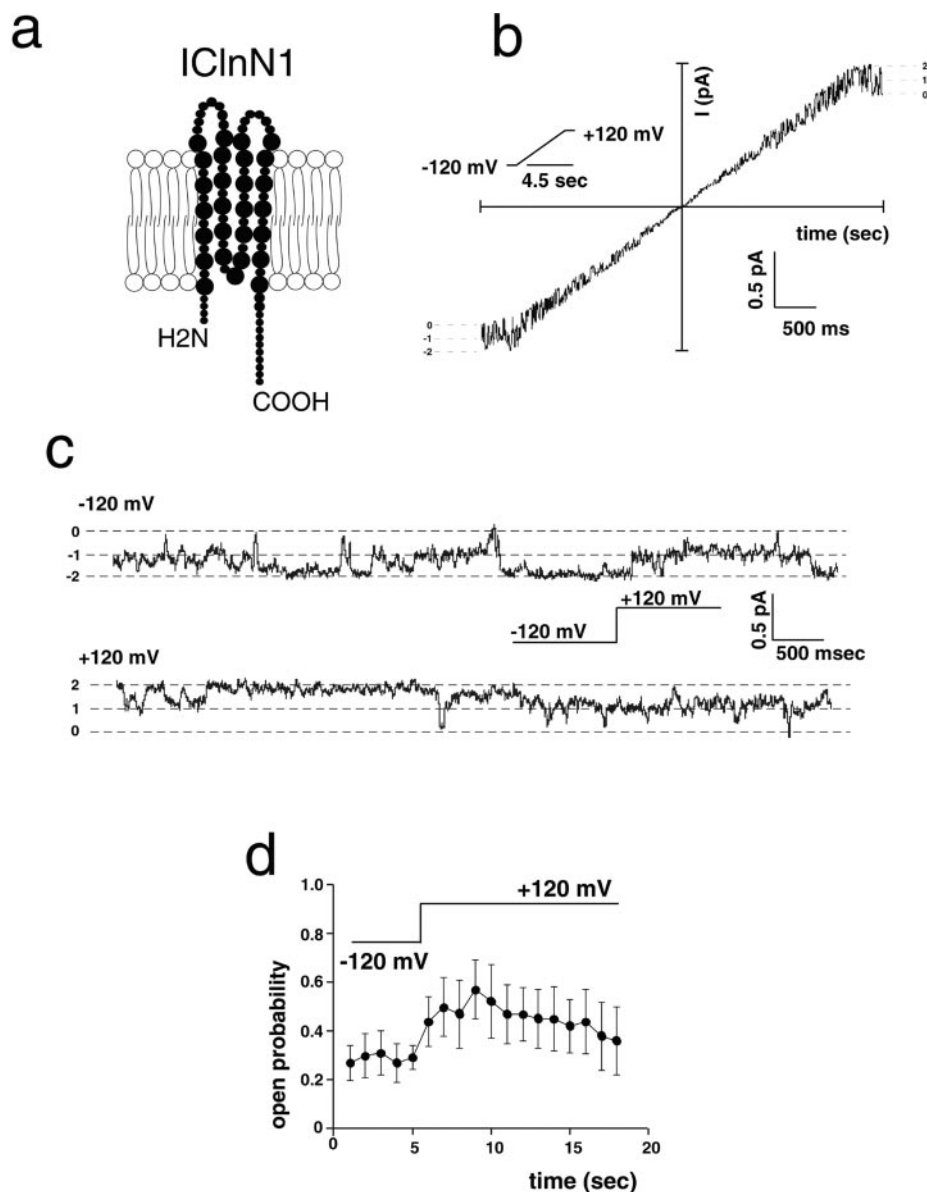 a
IClnN1
H2N
COOH
b
I (pA)
+120 mV
-120 mV
4.5 sec
2
1
0
time (sec)
0.5 pA
500 ms
0
-1
-2
c
-120 mV
0
-1
-2
+120 mV
-120 mV
0.5 pA
500 msec
+120 mV
2
1
0
d
1.0
0.8
0.6
0.4
0.2
0
open probability
+120 mV
-120 mV
0
5
10
15
20
time (sec)